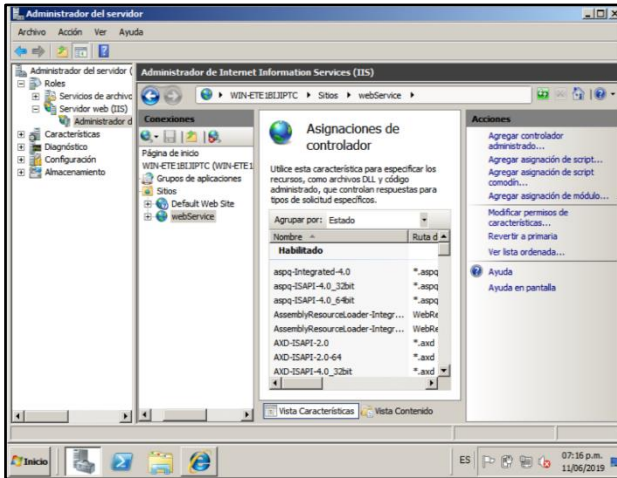 Administrador del servidor
Archivo Acción Ver Ayuda
Administrador del servidor (
Roles
Servicios de archivo
Servidor web (IIS)
Administrador d
Características
Diagnóstico
Configuración
Almacenamiento
Administrador de Internet Information Services (IIS)
WIN-ETE1BIJIPTC Sitios webService
Conexiones
Página de inicio
WIN-ETE1BIJIPTC (WIN-ETE1
Grupos de aplicaciones
Sitios
Default Web Site
webService
Asignaciones de
controlador
Utilice esta característica para especificar los
recursos, como archivos DLL y código
administrado, que controlan respuestas para
tipos de solicitud específicos.
Agrupar por: Estado
Nombre Ruta d
Habilitado
aspq-Integrated-4.0 *.aspq
aspq-ISAPI-4.0_32bit *.aspq
aspq-ISAPI-4.0_64bit *.aspq
AssemblyResourceLoader-Integr... WebRe
AssemblyResourceLoader-Integr... WebRe
AXD-ISAPI-2.0 *.axd
AXD-ISAPI-2.0-64 *.axd
AXD-ISAPI-4.0_32bit *.axd
Vista Características Vista Contenido
Acciones
Agregar controlador
administrado...
Agregar asignación de script...
Agregar asignación de script
comodín...
Agregar asignación de módulo...
Modificar permisos de
características...
Revertir a primaria
Ver lista ordenada...
Ayuda
Ayuda en pantalla
Inicio
ES
07:16 p.m.
11/06/2019